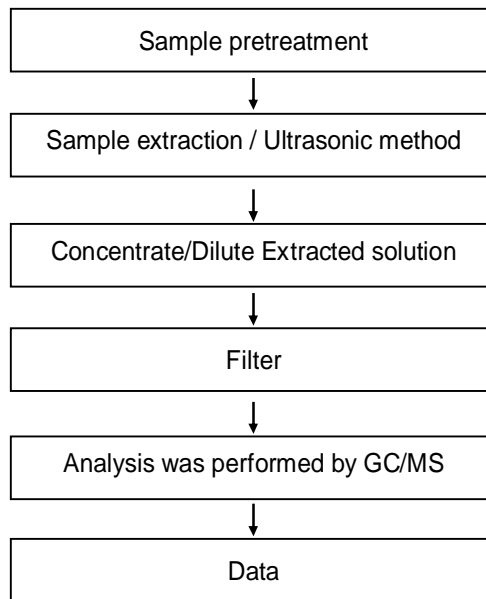 Sample pretreatment
Sample extraction / Ultrasonic method
Concentrate/Dilute Extracted solution
Filter
Analysis was performed by GC/MS
Data